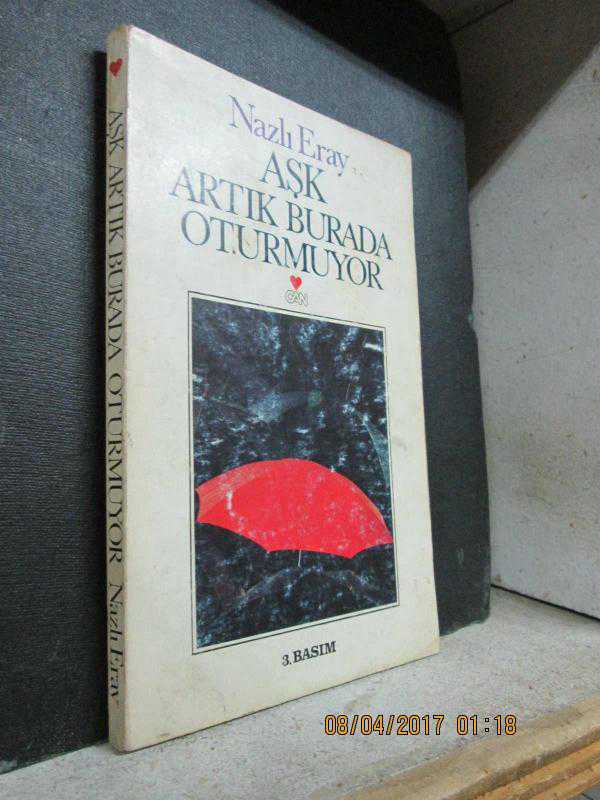 AŞK ARTIK BURADA OTURMUYOR Nazlı Eray
Nazlı Eray
AŞK
ARTIK BURADA
OTURMUYOR
CAN
3. BASIM
08/04/2017 01:18